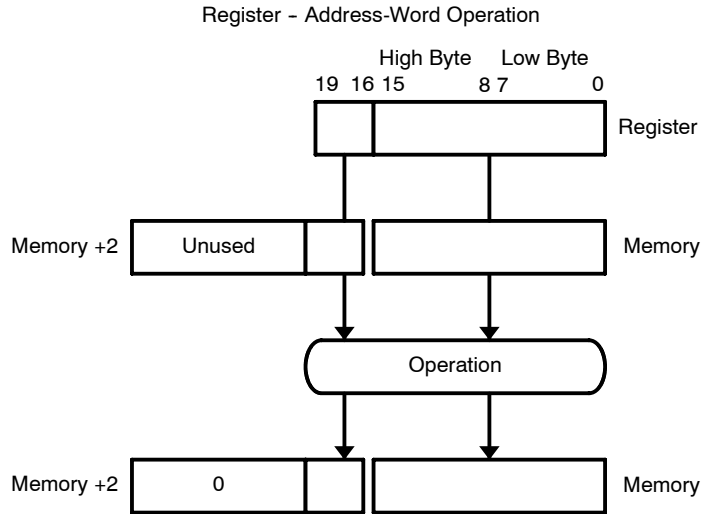 Register – Address-Word Operation
High Byte Low Byte
19 16 15 8 7 0
Register
Memory +2 Unused Memory
Operation
Memory +2 0 Memory